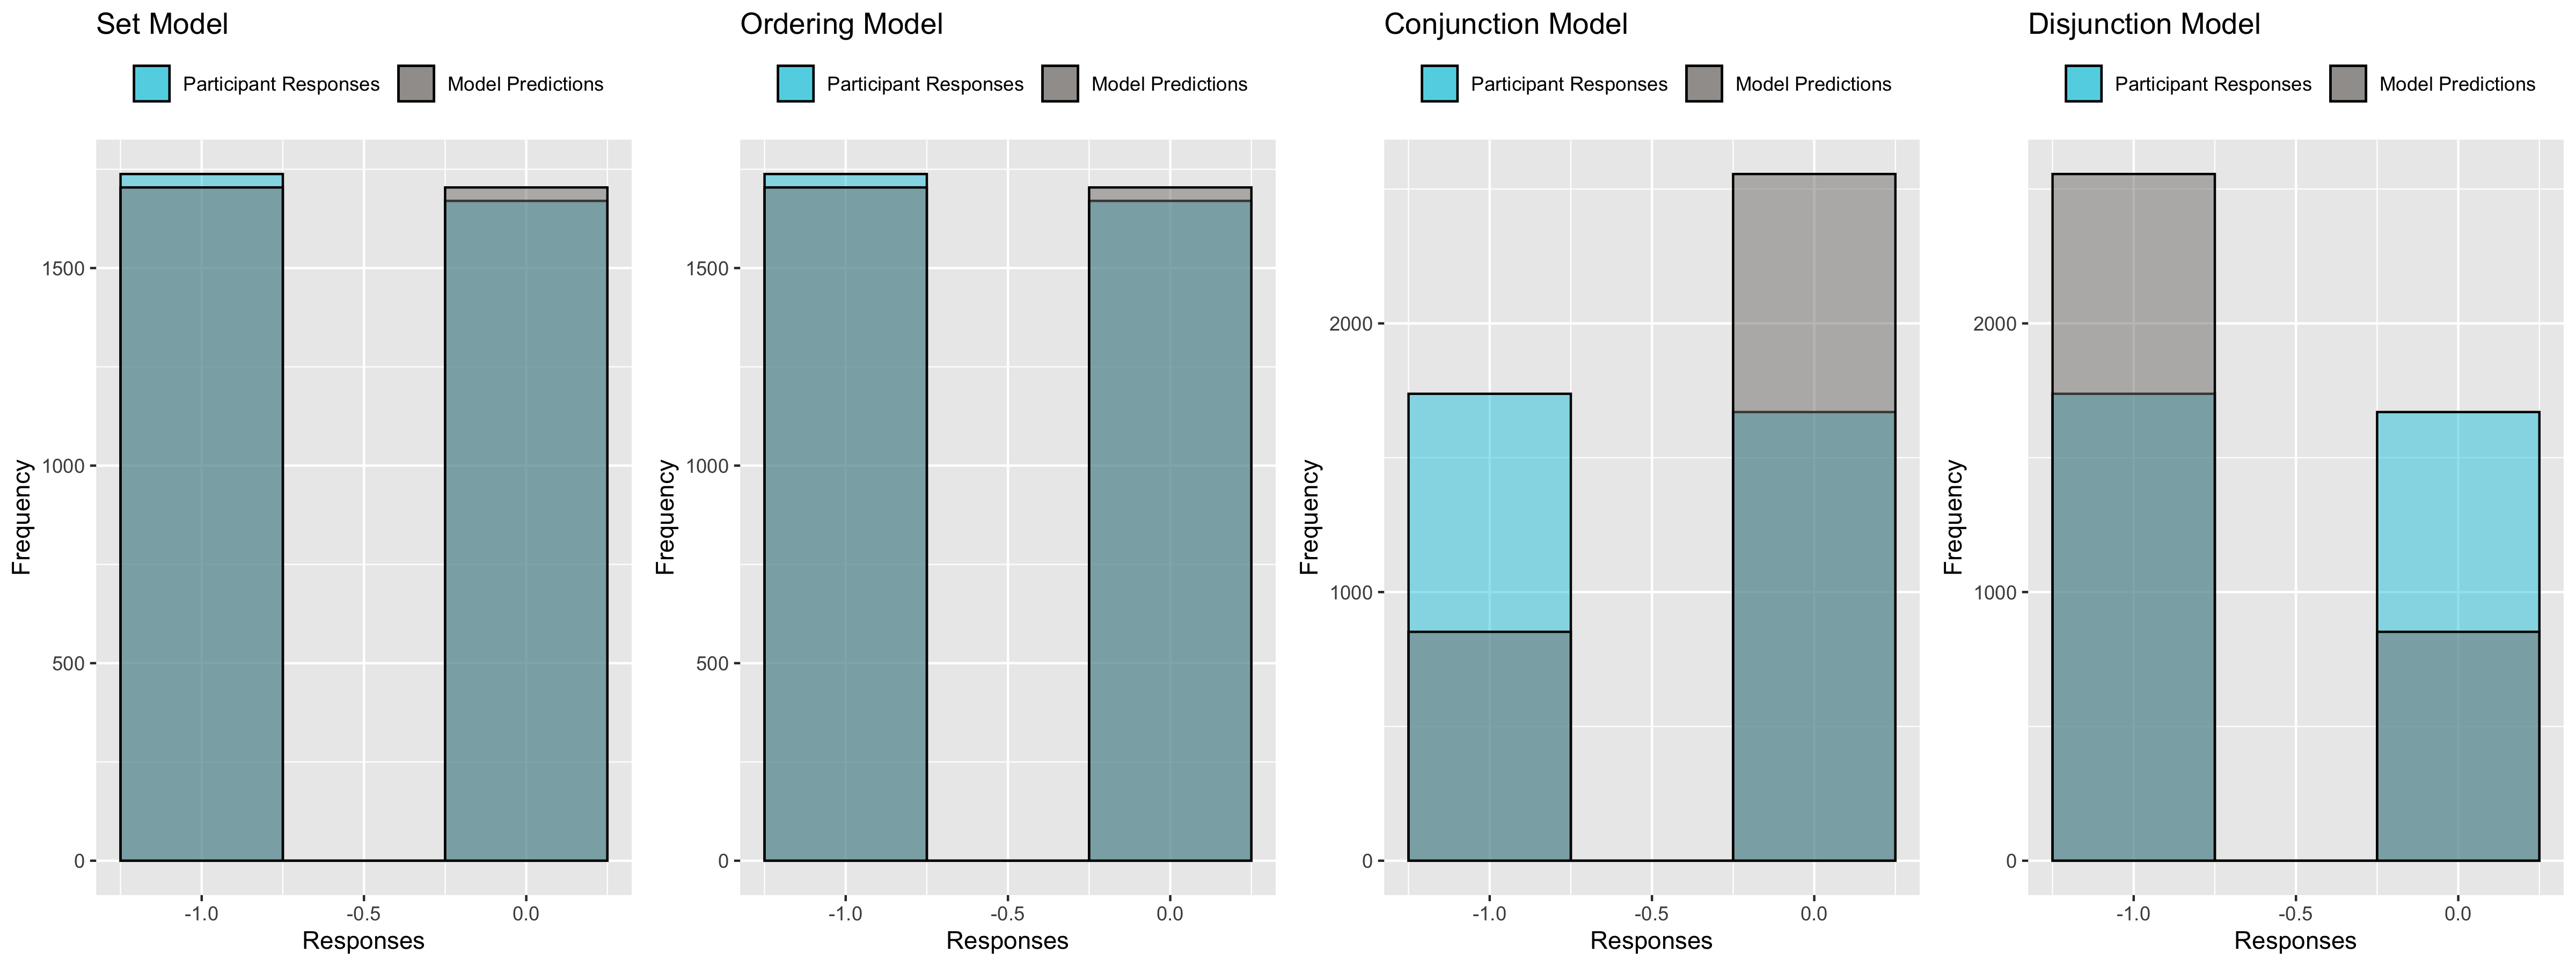 Set Model
Participant Responses Model Predictions
Frequency
1500
1000
500
0
-1.0 -0.5 0.0
Responses
Ordering Model
Participant Responses Model Predictions
Frequency
1500
1000
500
0
-1.0 -0.5 0.0
Responses
Conjunction Model
Participant Responses Model Predictions
Frequency
2000
1000
0
-1.0 -0.5 0.0
Responses
Disjunction Model
Participant Responses Model Predictions
Frequency
2000
1000
0
-1.0 -0.5 0.0
Responses